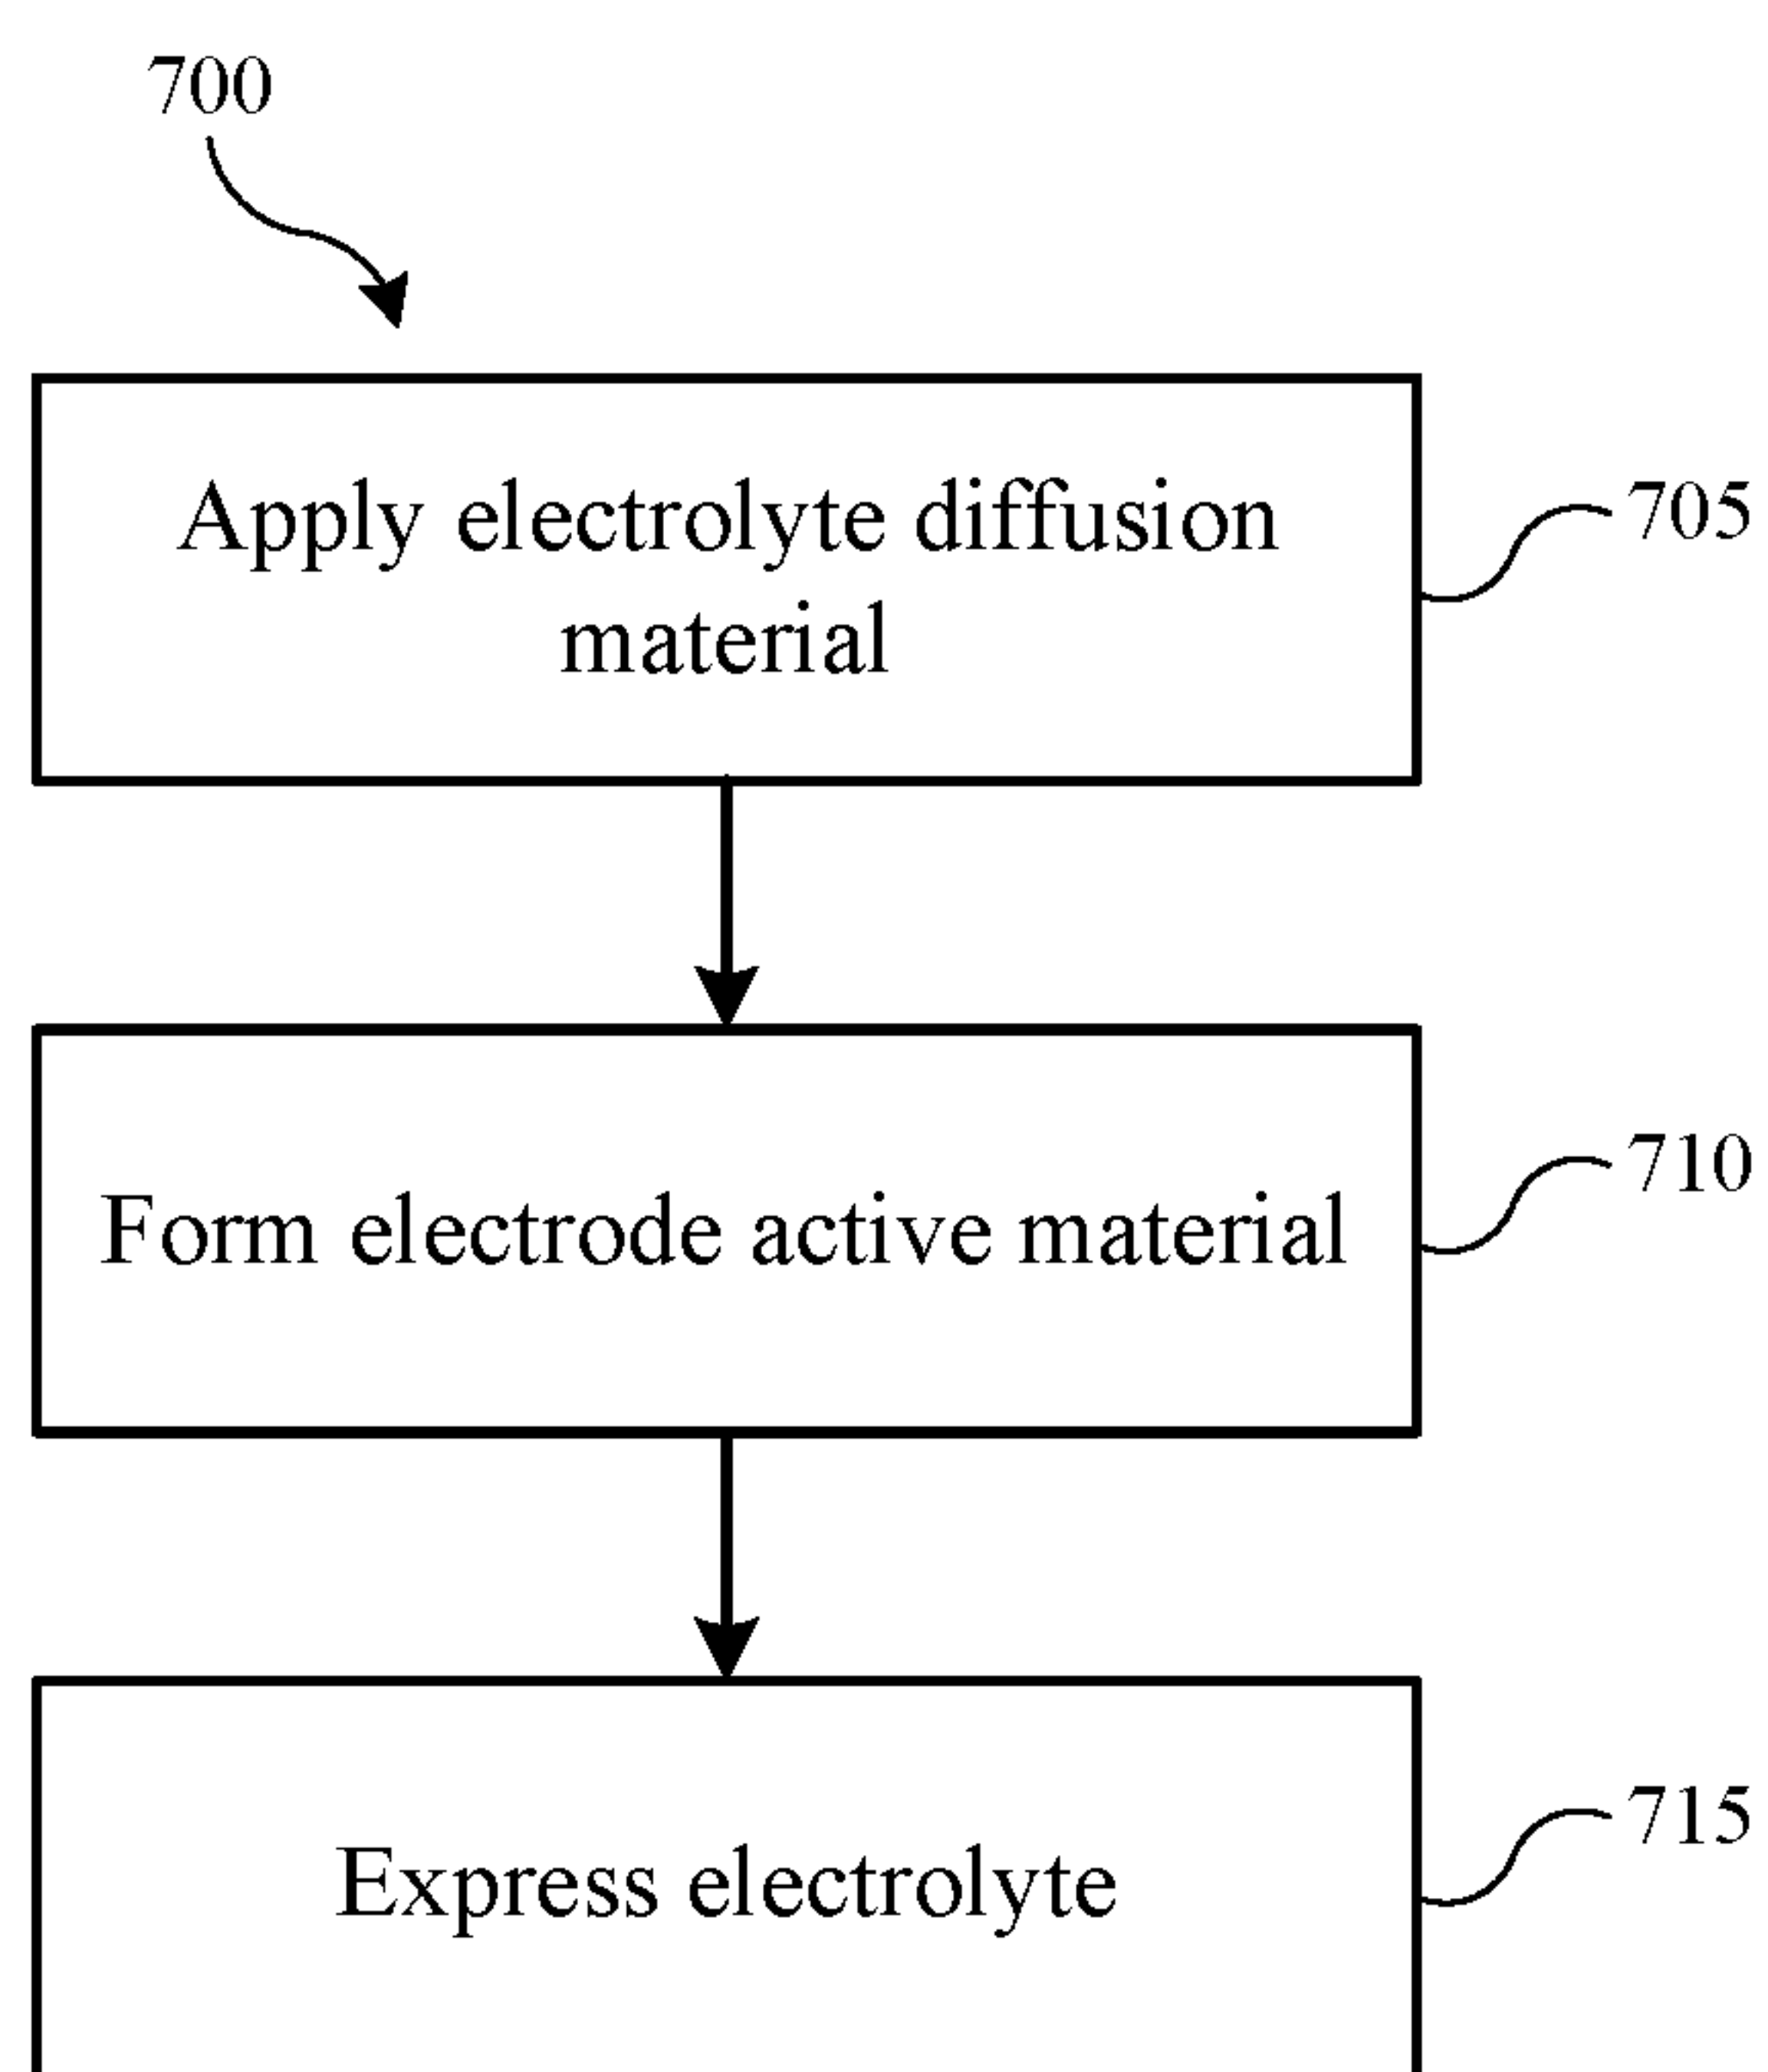 700
Apply electrolyte diffusion
material
705
Form electrode active material
710
Express electrolyte
715